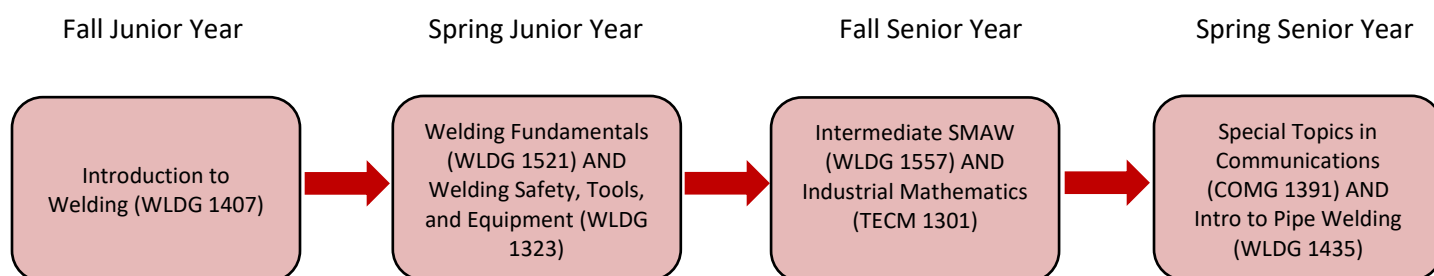 Fall Junior Year
Spring Junior Year
Fall Senior Year
Spring Senior Year
Introduction to
Welding (WLDG 1407)
Welding Fundamentals
(WLDG 1521) AND
Welding Safety, Tools,
and Equipment (WLDG
1323)
Intermediate SMAW
(WLDG 1557) AND
Industrial Mathematics
(TECM 1301)
Special Topics in
Communications
(COMG 1391) AND
Intro to Pipe Welding
(WLDG 1435)